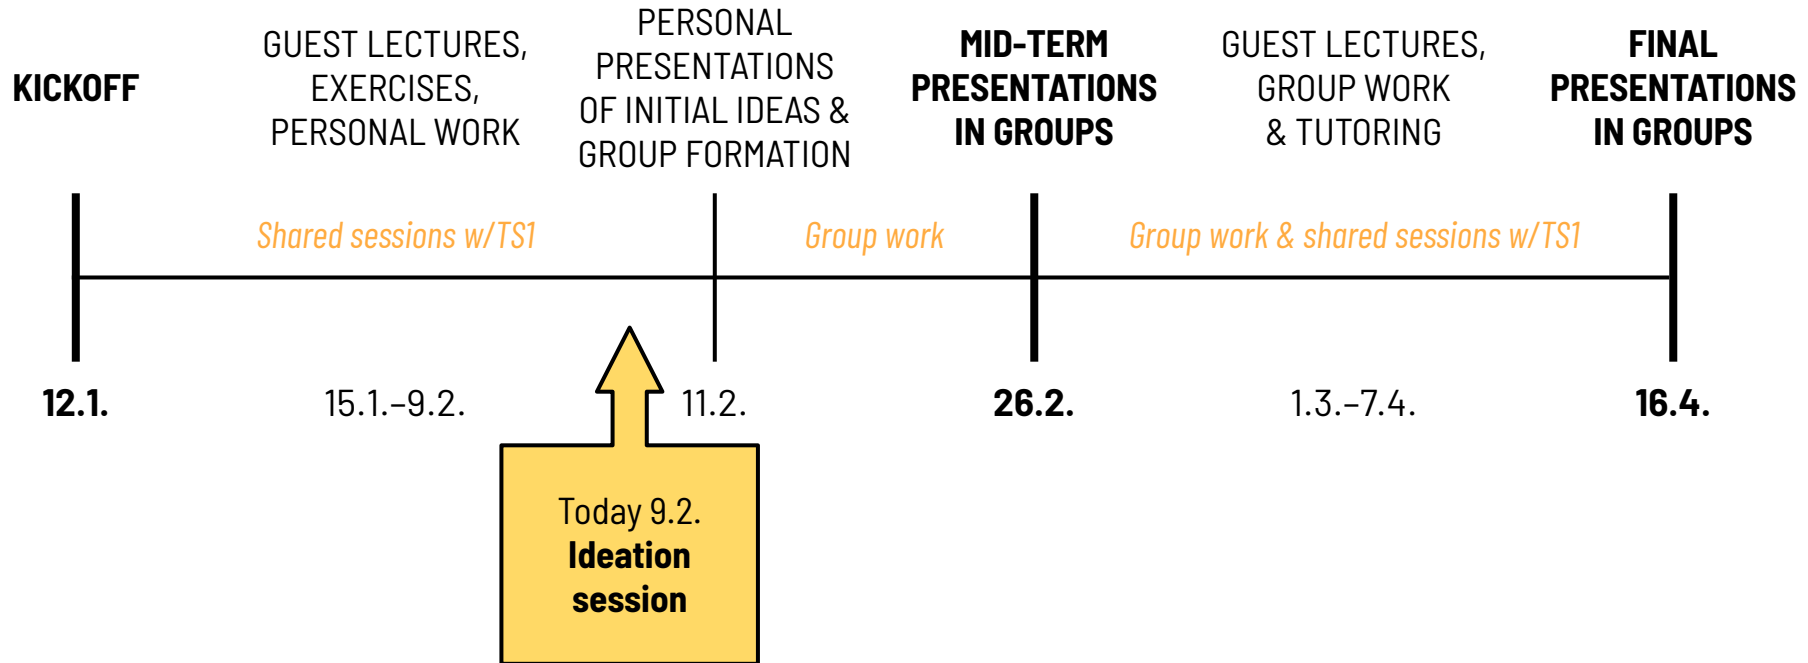 KICKOFF
GUEST LECTURES,
EXERCISES,
PERSONAL WORK
PERSONAL
PRESENTATIONS
OF INITIAL IDEAS &
GROUP FORMATION
MID-TERM
PRESENTATIONS
IN GROUPS
GUEST LECTURES,
GROUP WORK
& TUTORING
FINAL
PRESENTATIONS
IN GROUPS
Shared sessions w/TS1
Group work
Group work & shared sessions w/TS1
12.1.
15.1.–9.2.
11.2.
26.2.
1.3.–7.4.
16.4.
Today 9.2.
Ideation
session